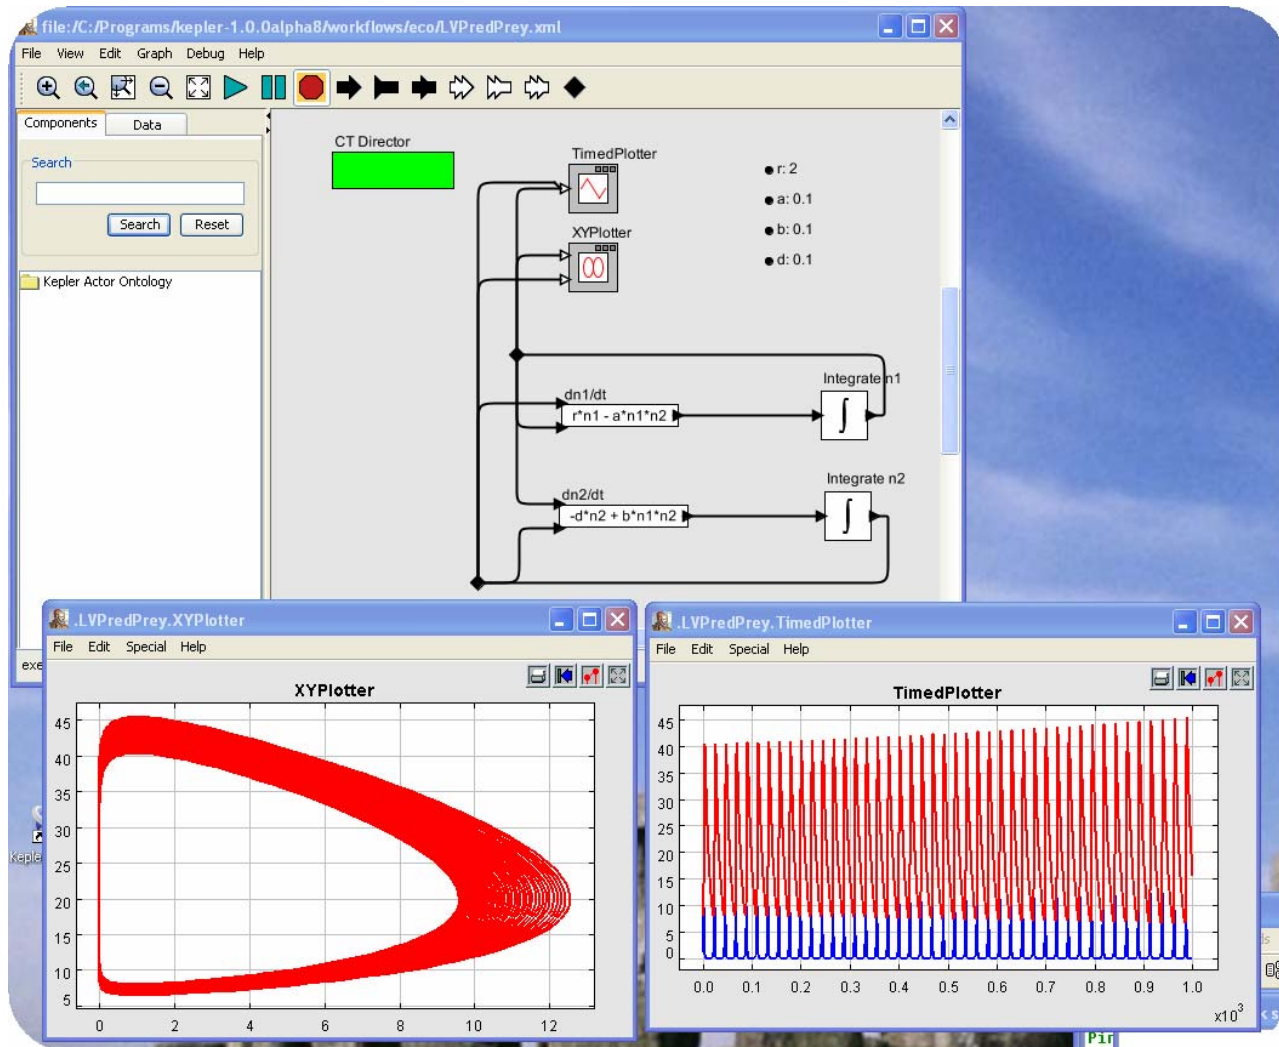 file:/C:/Programs/kepler-1.0.0alpha8/workflows/eco/LVPredPrey.xml
File View Edit Graph Debug Help
Components Data
Search
Search Reset
Kepler Actor Ontology
CT Director
TimedPlotter
XYPlotter
r: 2
a: 0.1
b: 0.1
d: 0.1
Integrate n1
dn1/dt
r*n1 - a*n1*n2
Integrate n2
dn2/dt
-d*n2 + b*n1*n2
exe
Keple
.LVPredPrey.XYPlotter
File Edit Special Help
XYPlotter
45
40
35
30
25
20
15
10
5
0 2 4 6 8 10 12
.LVPredPrey.TimedPlotter
File Edit Special Help
TimedPlotter
45
40
35
30
25
20
15
10
5
0
0.0 0.1 0.2 0.3 0.4 0.5 0.6 0.7 0.8 0.9 1.0
x10³